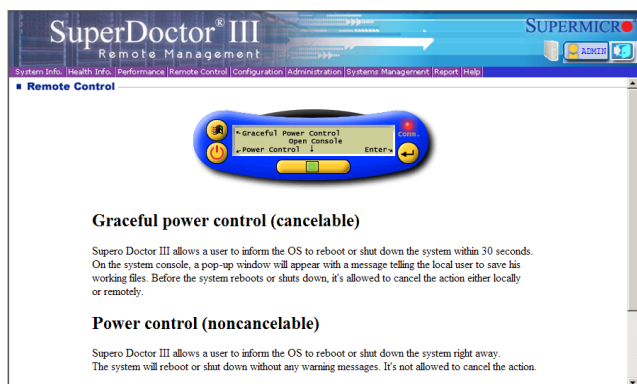 SuperDoctor® III
Remote Management
SUPERMICR
ADMIN
System Info. Health Info. Performance Remote Control Configuration Administration Systems Management Report Help
Remote Control
Graceful Power Control
Open Console
Power Control Enter
Comm.
Graceful power control (cancelable)
Supero Doctor III allows a user to inform the OS to reboot or shut down the system within 30 seconds.
On the system console, a pop-up window will appear with a message telling the local user to save his
working files. Before the system reboots or shuts down, it's allowed to cancel the action either locally
or remotely.
Power control (noncancelable)
Supero Doctor III allows a user to inform the OS to reboot or shut down the system right away.
The system will reboot or shut down without any warning messages. It's not allowed to cancel the action.